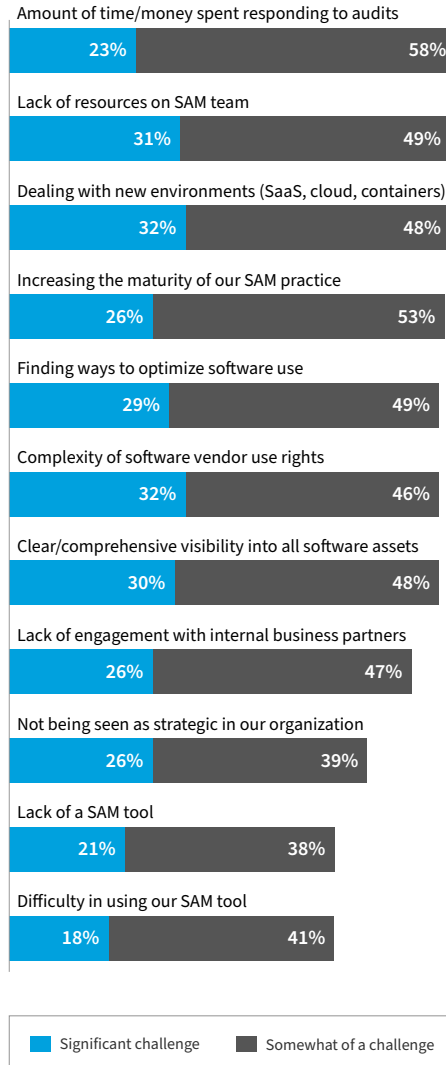 Amount of time/money spent responding to audits
23% 58%
Lack of resources on SAM team
31% 49%
Dealing with new environments (SaaS, cloud, containers)
32% 48%
Increasing the maturity of our SAM practice
26% 53%
Finding ways to optimize software use
29% 49%
Complexity of software vendor use rights
32% 46%
Clear/comprehensive visibility into all software assets
30% 48%
Lack of engagement with internal business partners
26% 47%
Not being seen as strategic in our organization
26% 39%
Lack of a SAM tool
21% 38%
Difficulty in using our SAM tool
18% 41%
Significant challenge Somewhat of a challenge